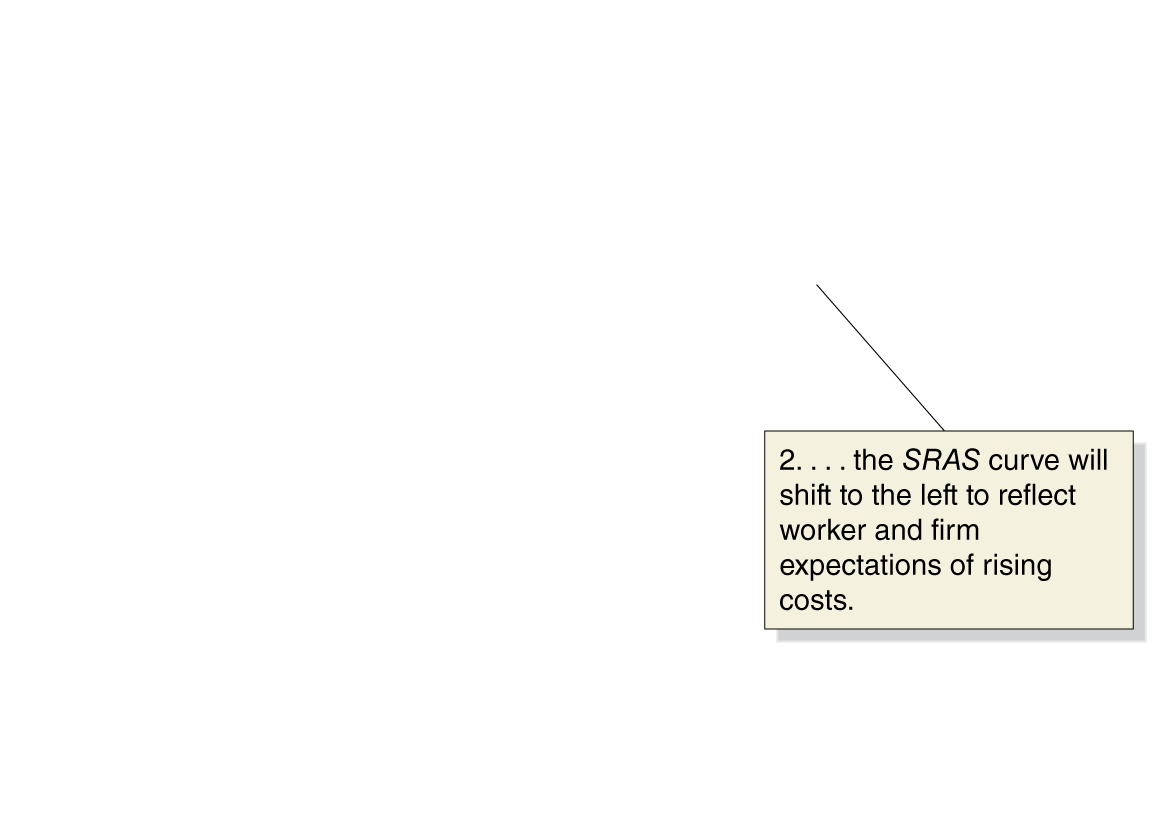 2. . . . the SRAS curve will
shift to the left to reflect
worker and firm
expectations of rising
costs.